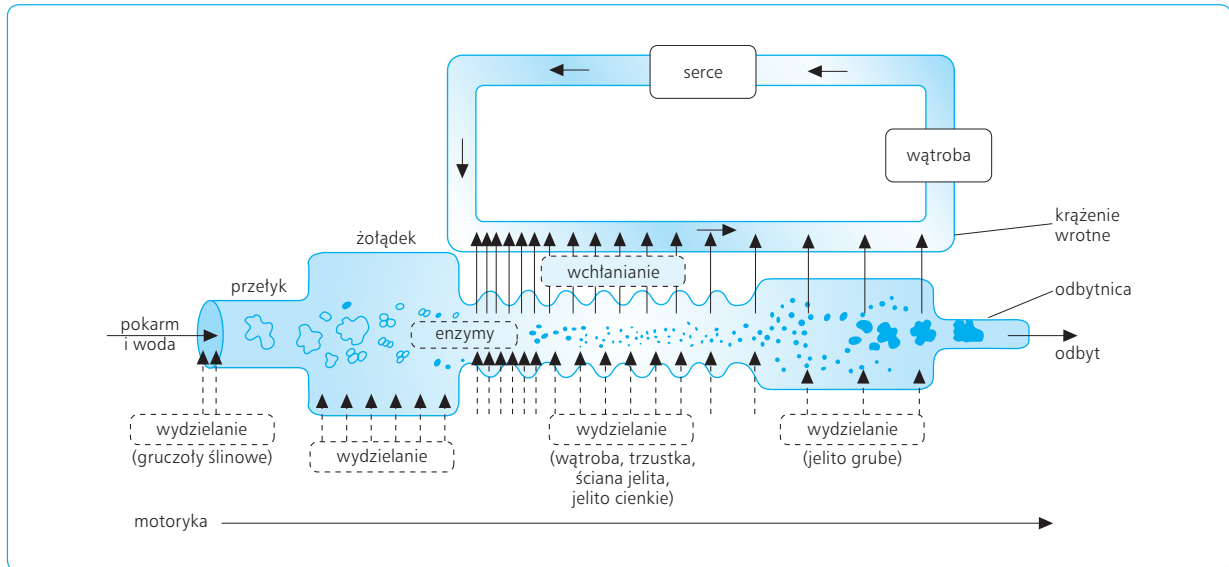 serce
wątroba
krążenie
wrotne
żołądek
wchłanianie
przełyk
odbytnica
pokarm
i woda
enzymy
odbyt
wydzielanie
(gruczoły ślinowe)
wydzielanie
wydzielanie
(wątroba, trzustka,
ściana jelita,
jelito cienkie)
wydzielanie
(jelito grube)
motoryka